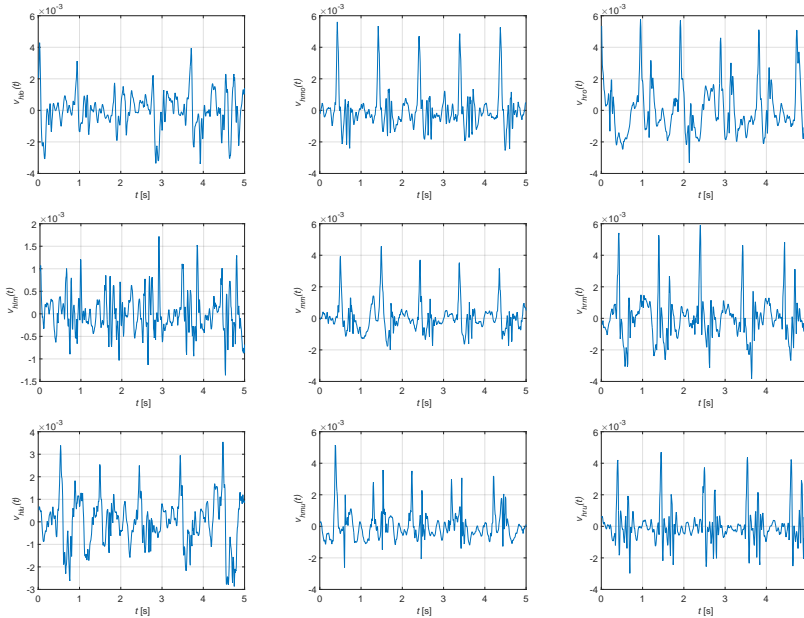 ×10⁻³
6
4
2
0
-2
-4
0 1 2 3 4 5
t [s]
×10⁻³
6
4
2
0
-2
-4
0 1 2 3 4 5
t [s]
v_hmo(t)
×10⁻³
6
4
2
0
-2
-4
0 1 2 3 4
t [s]
v_hro(t)
×10⁻³
2
1.5
1
0.5
0
-0.5
-1
-1.5
0 1 2 3 4 5
t [s]
v_hlm(t)
×10⁻³
6
4
2
0
-2
-4
0 1 2 3 4 5
t [s]
×10⁻³
6
4
2
0
-2
-4
0 1 2 3 4
t [s]
v_hrm(t)
×10⁻³
4
3
2
1
0
-1
-2
-3
0 1 2 3 4 5
t [s]
v_hlu(t)
×10⁻³
6
4
2
0
-2
-4
0 1 2 3 4 5
t [s]
v_hmu(t)
×10⁻³
6
4
2
0
-2
-4
0 1 2 3 4
t [s]
v_hru(t)